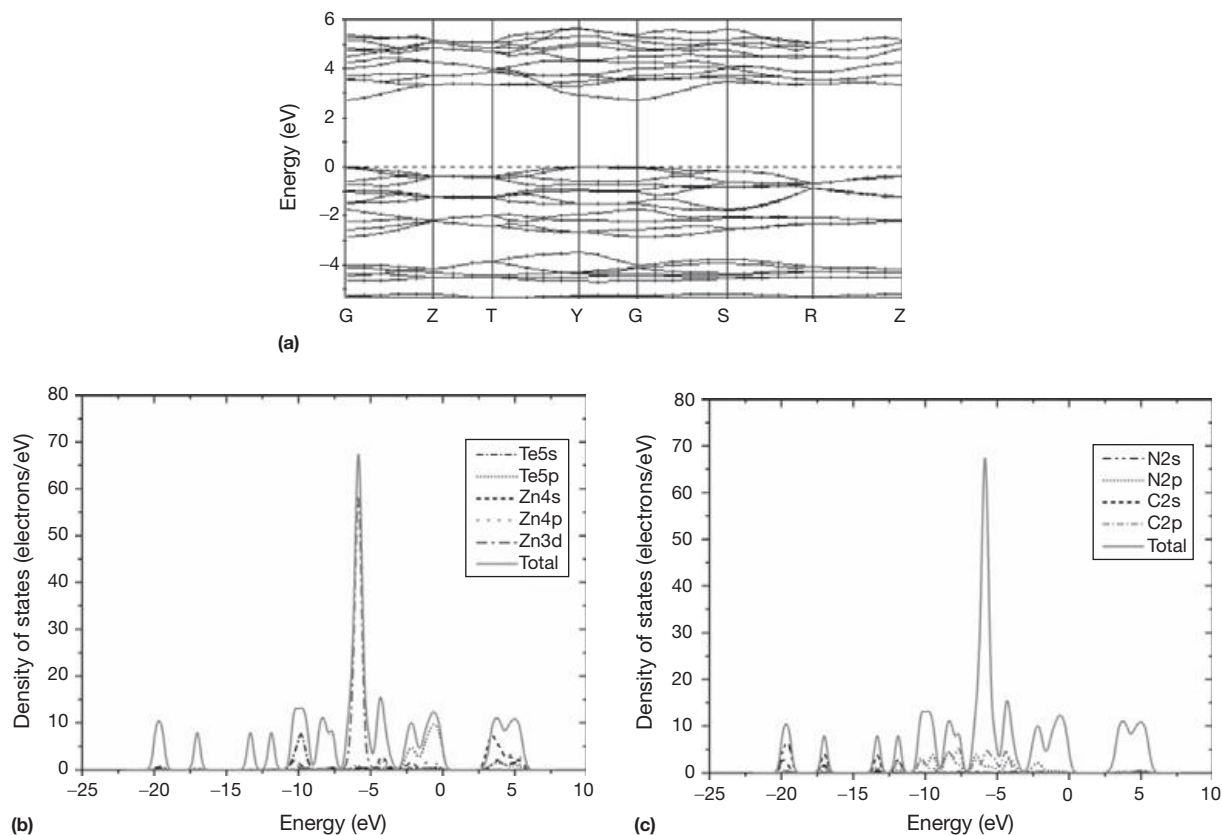 6
4
2
0
−2
−4
Energy (eV)
G Z T Y G S R Z
(a)
80
70
60
50
40
30
20
10
0
Density of states (electrons/eV)
Te5s
Te5p
Zn4s
Zn4p
Zn3d
Total
−25 −20 −15 −10 −5 0 5 10
Energy (eV)
(b)
80
70
60
50
40
30
20
10
0
Density of states (electrons/eV)
N2s
N2p
C2s
C2p
Total
−25 −20 −15 −10 −5 0 5 10
Energy (eV)
(c)